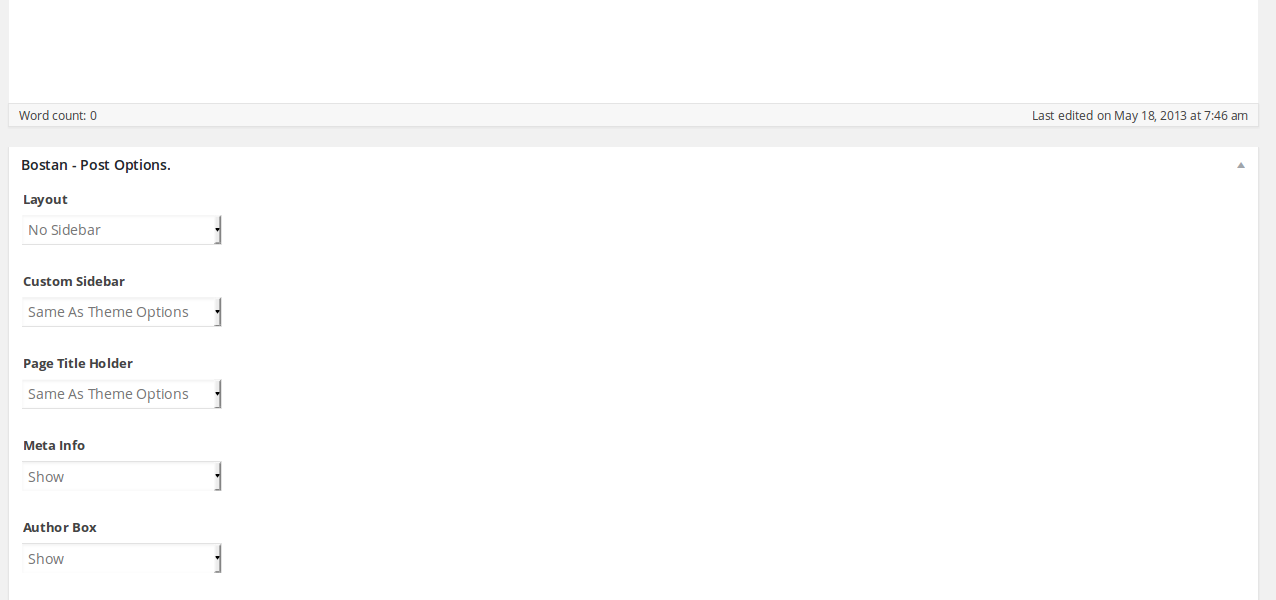 Word count: 0
Last edited on May 18, 2013 at 7:46 am
Bostan - Post Options.
Layout
No Sidebar
Custom Sidebar
Same As Theme Options
Page Title Holder
Same As Theme Options
Meta Info
Show
Author Box
Show